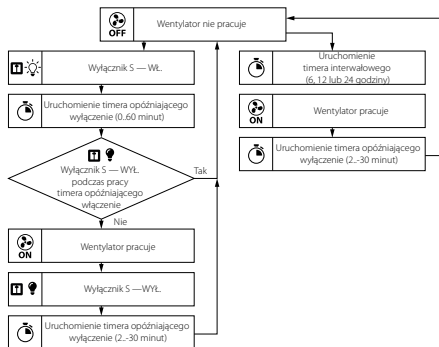 OFF
Wentylator nie pracuje
Wyłącznik S — WŁ.
Uruchomienie timera opóźniającego
wyłączenie (0..60 minut)
Wyłącznik S — WYŁ.
podczas pracy
timera opóźniającego
włączenie
Tak
Nie
ON
Wentylator pracuje
Wyłącznik S —WYŁ.
Uruchomienie timera opóźniającego
wyłączenie (2..-30 minut)
Uruchomienie
timera interwałowego
(6, 12 lub 24 godziny)
ON
Wentylator pracuje
Uruchomienie timera opóźniającego
wyłączenie (2..-30 minut)